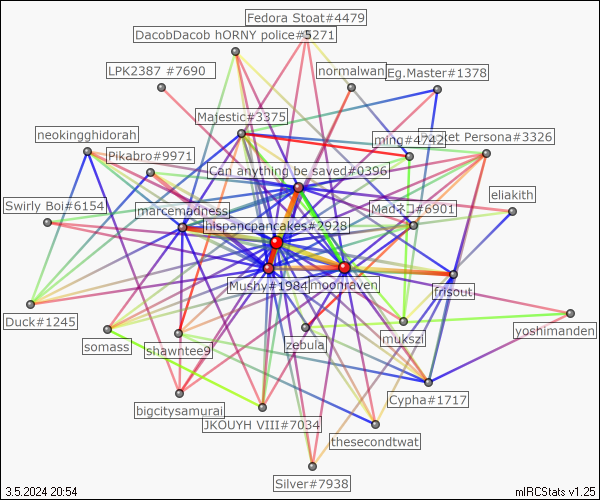 Fedora Stoat#4479
DacobDacob hORNY police#5271
LPK2387 #7690
normalwan
Eg.Master#1378
Majestic#3375
neokingghidorah
ming#4742
et Persona#3326
Pikabro#9971
Can anything be saved#0396
eliakith
Swirly Boi#6154
marcemadness
Madネコ#6901
hispancpancakes#2928
Mushy#1984
moonraven
frisout
Duck#1245
somass
shawntee9
zebula
mukszi
yoshimanden
bigcitysamurai
Cypha#1717
JKOUYH VIII#7034
thesecondtwat
Silver#7938
3.5.2024 20:54
mIRCStats v1.25